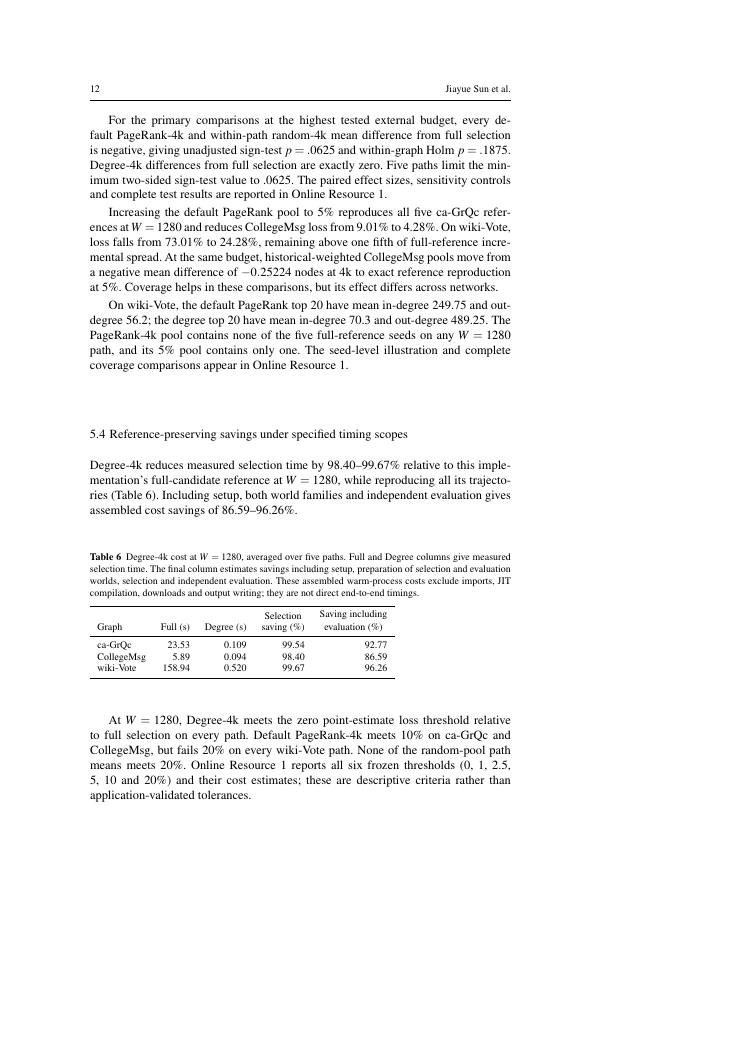 12 Jiayue Sun et al.
For the primary comparisons at the highest tested external budget, every de-
fault PageRank-4k and within-path random-4k mean difference from full selection
is negative, giving unadjusted sign-test p = .0625 and within-graph Holm p = .1875.
Degree-4k differences from full selection are exactly zero. Five paths limit the min-
imum two-sided sign-test value to .0625. The paired effect sizes, sensitivity controls
and complete test results are reported in Online Resource 1.
Increasing the default PageRank pool to 5% reproduces all five ca-GrQc refer-
ences at W = 1280 and reduces CollegeMsg loss from 9.01% to 4.28%. On wiki-Vote,
loss falls from 73.01% to 24.28%, remaining above one fifth of full-reference incre-
mental spread. At the same budget, historical-weighted CollegeMsg pools move from
a negative mean difference of −0.25224 nodes at 4k to exact reference reproduction
at 5%. Coverage helps in these comparisons, but its effect differs across networks.
On wiki-Vote, the default PageRank top 20 have mean in-degree 249.75 and out-
degree 56.2; the degree top 20 have mean in-degree 70.3 and out-degree 489.25. The
PageRank-4k pool contains none of the five full-reference seeds on any W = 1280
path, and its 5% pool contains only one. The seed-level illustration and complete
coverage comparisons appear in Online Resource 1.
5.4 Reference-preserving savings under specified timing scopes
Degree-4k reduces measured selection time by 98.40–99.67% relative to this imple-
mentation's full-candidate reference at W = 1280, while reproducing all its trajecto-
ries (Table 6). Including setup, both world families and independent evaluation gives
assembled cost savings of 86.59–96.26%.
Table 6 Degree-4k cost at W = 1280, averaged over five paths. Full and Degree columns give measured
selection time. The final column estimates savings including setup, preparation of selection and evaluation
worlds, selection and independent evaluation. These assembled warm-process costs exclude imports, JIT
compilation, downloads and output writing; they are not direct end-to-end timings.
Selection Saving including
Graph Full (s) Degree (s) saving (%) evaluation (%)
ca-GrQc 23.53 0.109 99.54 92.77
CollegeMsg 5.89 0.094 98.40 86.59
wiki-Vote 158.94 0.520 99.67 96.26
At W = 1280, Degree-4k meets the zero point-estimate loss threshold relative
to full selection on every path. Default PageRank-4k meets 10% on ca-GrQc and
CollegeMsg, but fails 20% on every wiki-Vote path. None of the random-pool path
means meets 20%. Online Resource 1 reports all six frozen thresholds (0, 1, 2.5,
5, 10 and 20%) and their cost estimates; these are descriptive criteria rather than
application-validated tolerances.